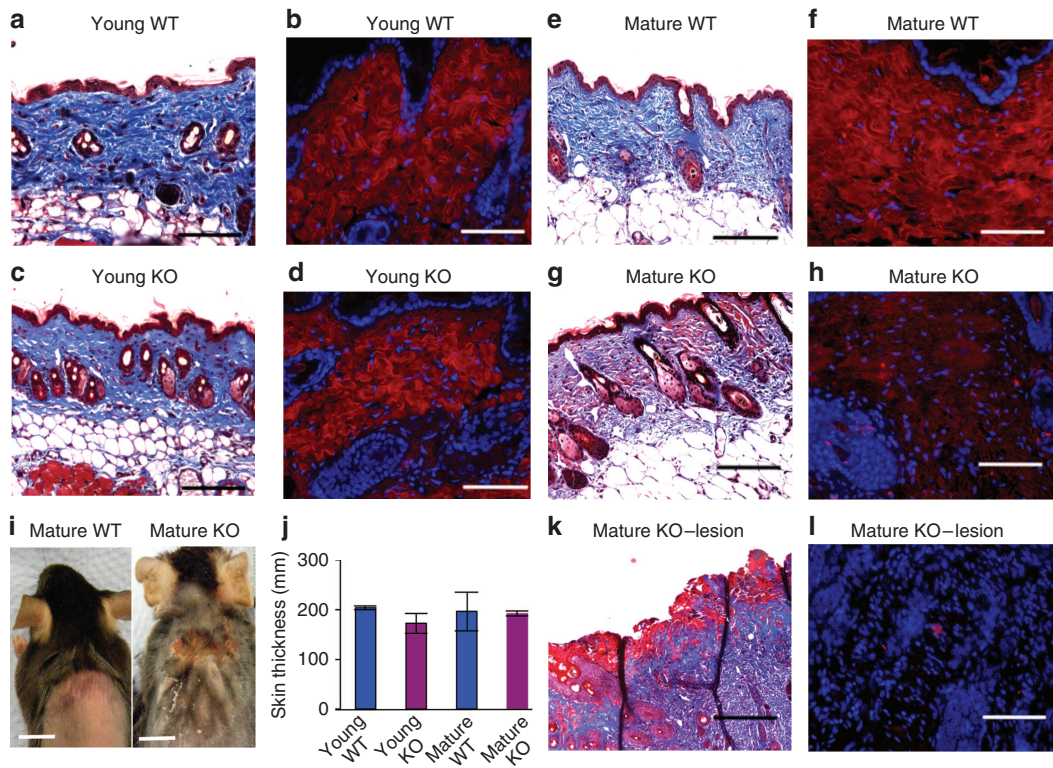 a Young WT
b Young WT
e Mature WT
f Mature WT
c Young KO
d Young KO
g Mature KO
h Mature KO
i Mature WT Mature KO
j
Skin thickness (mm)
300
200
100
0
Young WT
Young KO
Mature WT
Mature KO
k Mature KO–lesion
l Mature KO–lesion